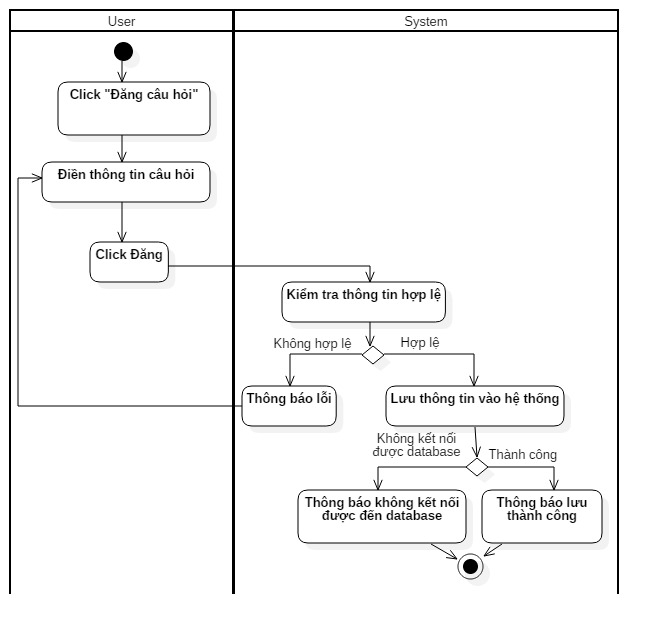 User
System
Click "Đăng câu hỏi"
Điền thông tin câu hỏi
Click Đăng
Kiểm tra thông tin hợp lệ
Không hợp lệ
Hợp lệ
Thông báo lỗi
Lưu thông tin vào hệ thống
Không kết nối
được database
Thành công
Thông báo không kết nối
được đến database
Thông báo lưu
thành công